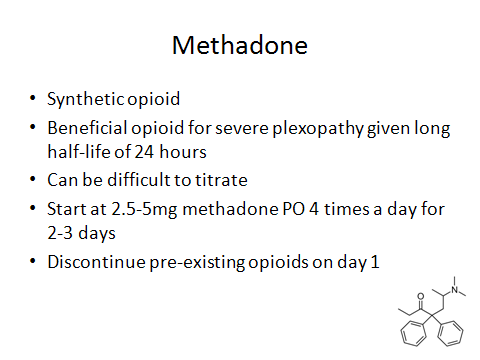 Methadone
• Synthetic opioid
• Beneficial opioid for severe plexopathy given long
half-life of 24 hours
• Can be difficult to titrate
• Start at 2.5-5mg methadone PO 4 times a day for
2-3 days
• Discontinue pre-existing opioids on day 1
O
N